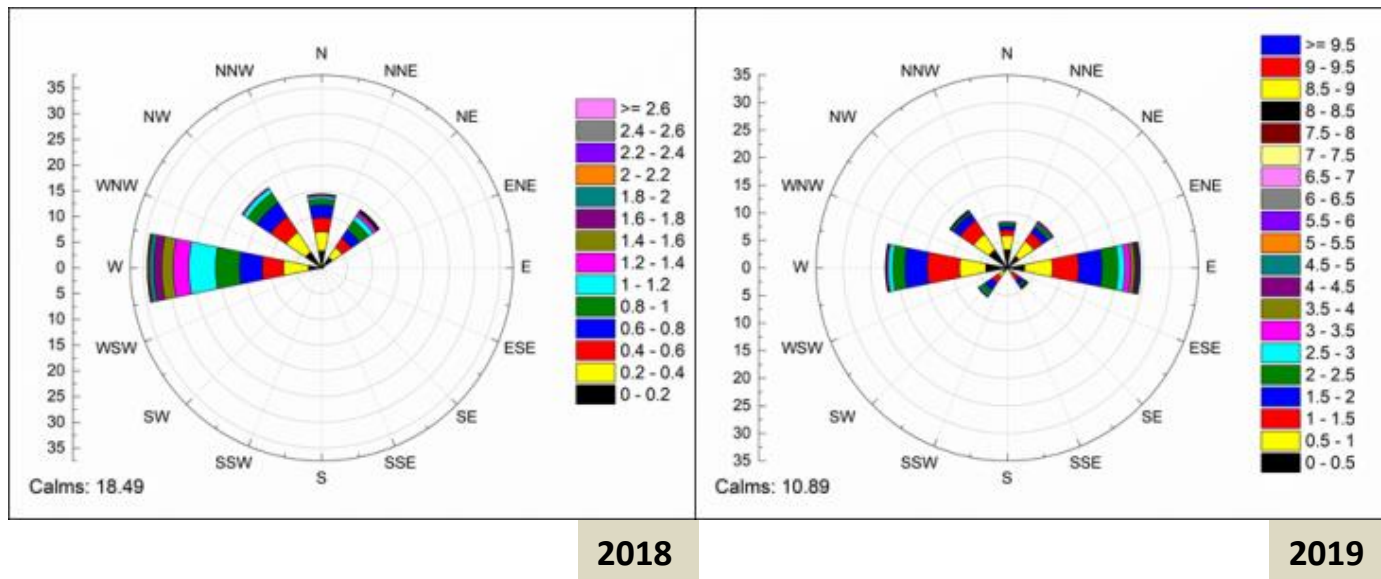 N
NNW
NNE
NW
NE
WNW
ENE
W
E
WSW
ESE
SW
SE
SSW
SSE
S
35
30
25
20
15
10
5
0
5
10
15
20
25
30
35
>= 2.6
2.4 - 2.6
2.2 - 2.4
2 - 2.2
1.8 - 2
1.6 - 1.8
1.4 - 1.6
1.2 - 1.4
1 - 1.2
0.8 - 1
0.6 - 0.8
0.4 - 0.6
0.2 - 0.4
0 - 0.2
Calms: 18.49
2018
N
NNW
NNE
NW
NE
WNW
ENE
W
E
WSW
ESE
SW
SE
SSW
SSE
S
35
30
25
20
15
10
5
0
5
10
15
20
25
30
35
>= 9.5
9 - 9.5
8.5 - 9
8 - 8.5
7.5 - 8
7 - 7.5
6.5 - 7
6 - 6.5
5.5 - 6
5 - 5.5
4.5 - 5
4 - 4.5
3.5 - 4
3 - 3.5
2.5 - 3
2 - 2.5
1.5 - 2
1 - 1.5
0.5 - 1
0 - 0.5
Calms: 10.89
2019